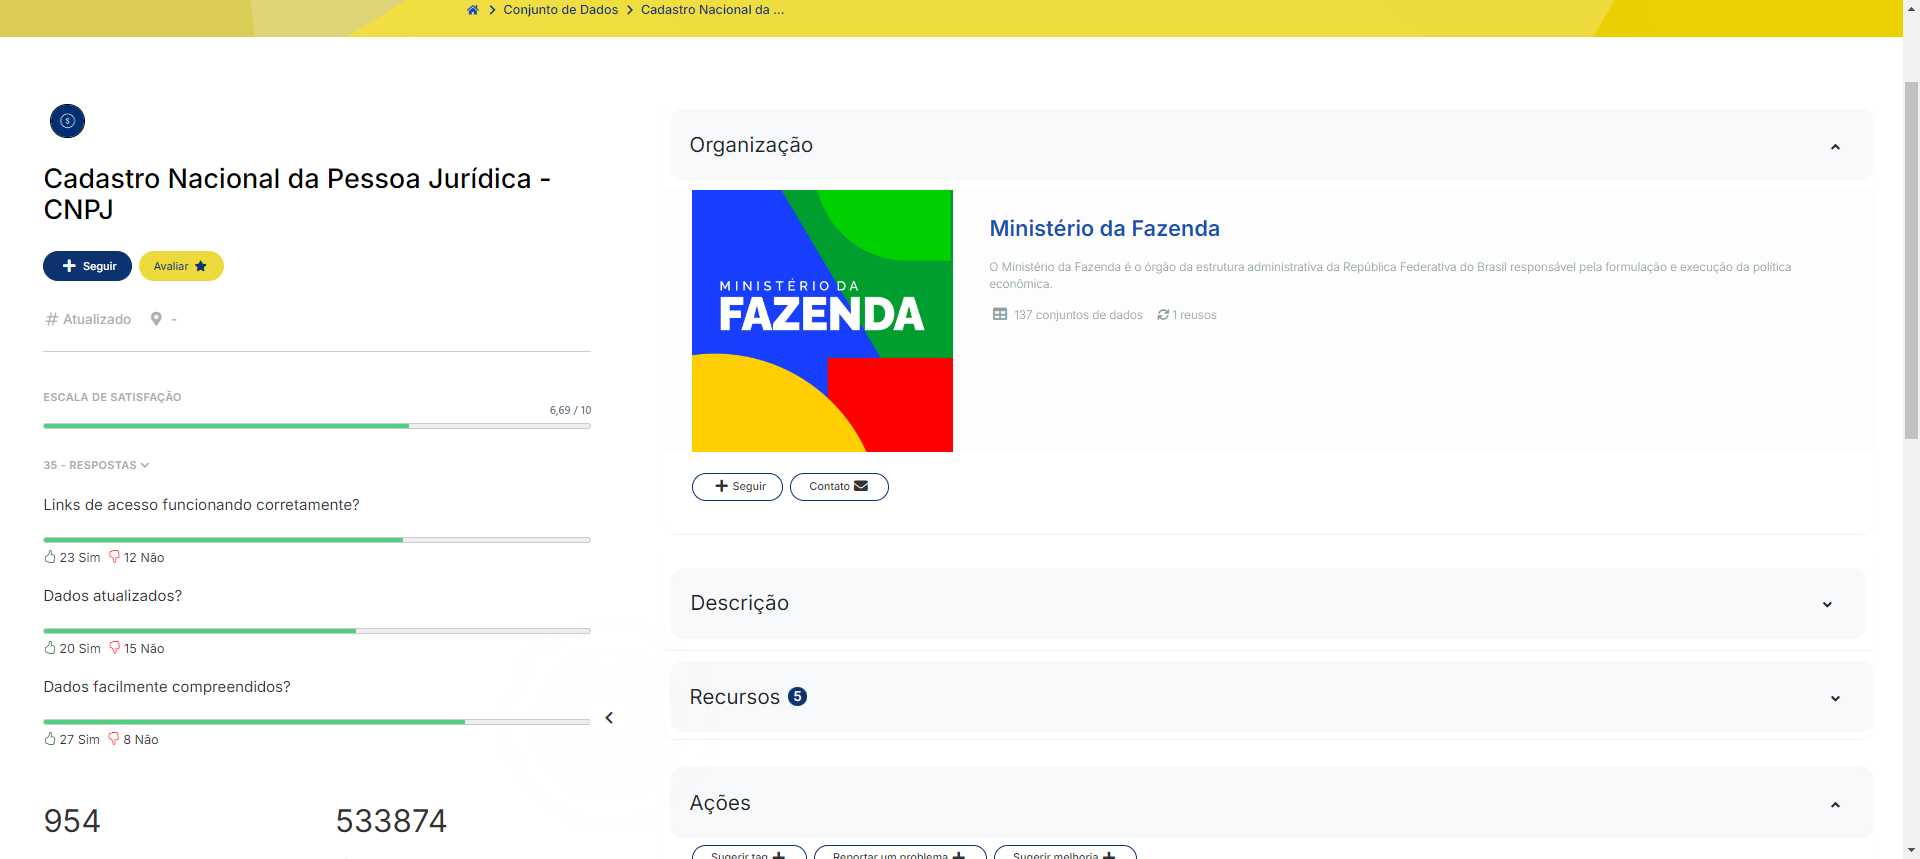 Conjunto de Dados Cadastro Nacional da ...
Cadastro Nacional da Pessoa Jurídica -
CNPJ
Seguir Avaliar
# Atualizado -
ESCALA DE SATISFAÇÃO
6,69 / 10
35 - RESPOSTAS
Links de acesso funcionando corretamente?
23 Sim 12 Não
Dados atualizados?
20 Sim 15 Não
Dados facilmente compreendidos?
27 Sim 8 Não
954 533874
Organização
MINISTÉRIO DA
FAZENDA
Ministério da Fazenda
O Ministério da Fazenda é o órgão da estrutura administrativa da República Federativa do Brasil responsável pela formulação e execução da política
econômica.
137 conjuntos de dados 1 reusos
Seguir Contato
Descrição
Recursos 5
Ações
Sugerir tag Reportar um problema Sugerir melhoria